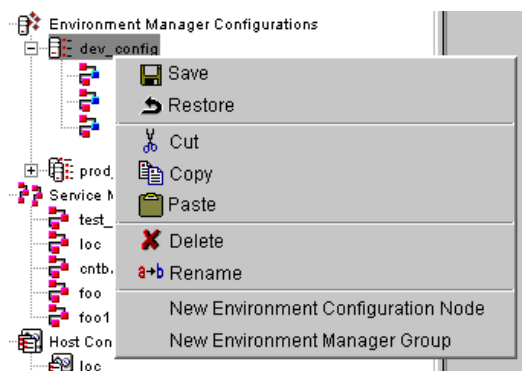 Environment Manager Configurations
dev_config
Save
Restore
Cut
Copy
prod_
Paste
Service
test_
Delete
loc
cntb.
a→b Rename
foo
New Environment Configuration Node
foo1
New Environment Manager Group
Host Con
loc